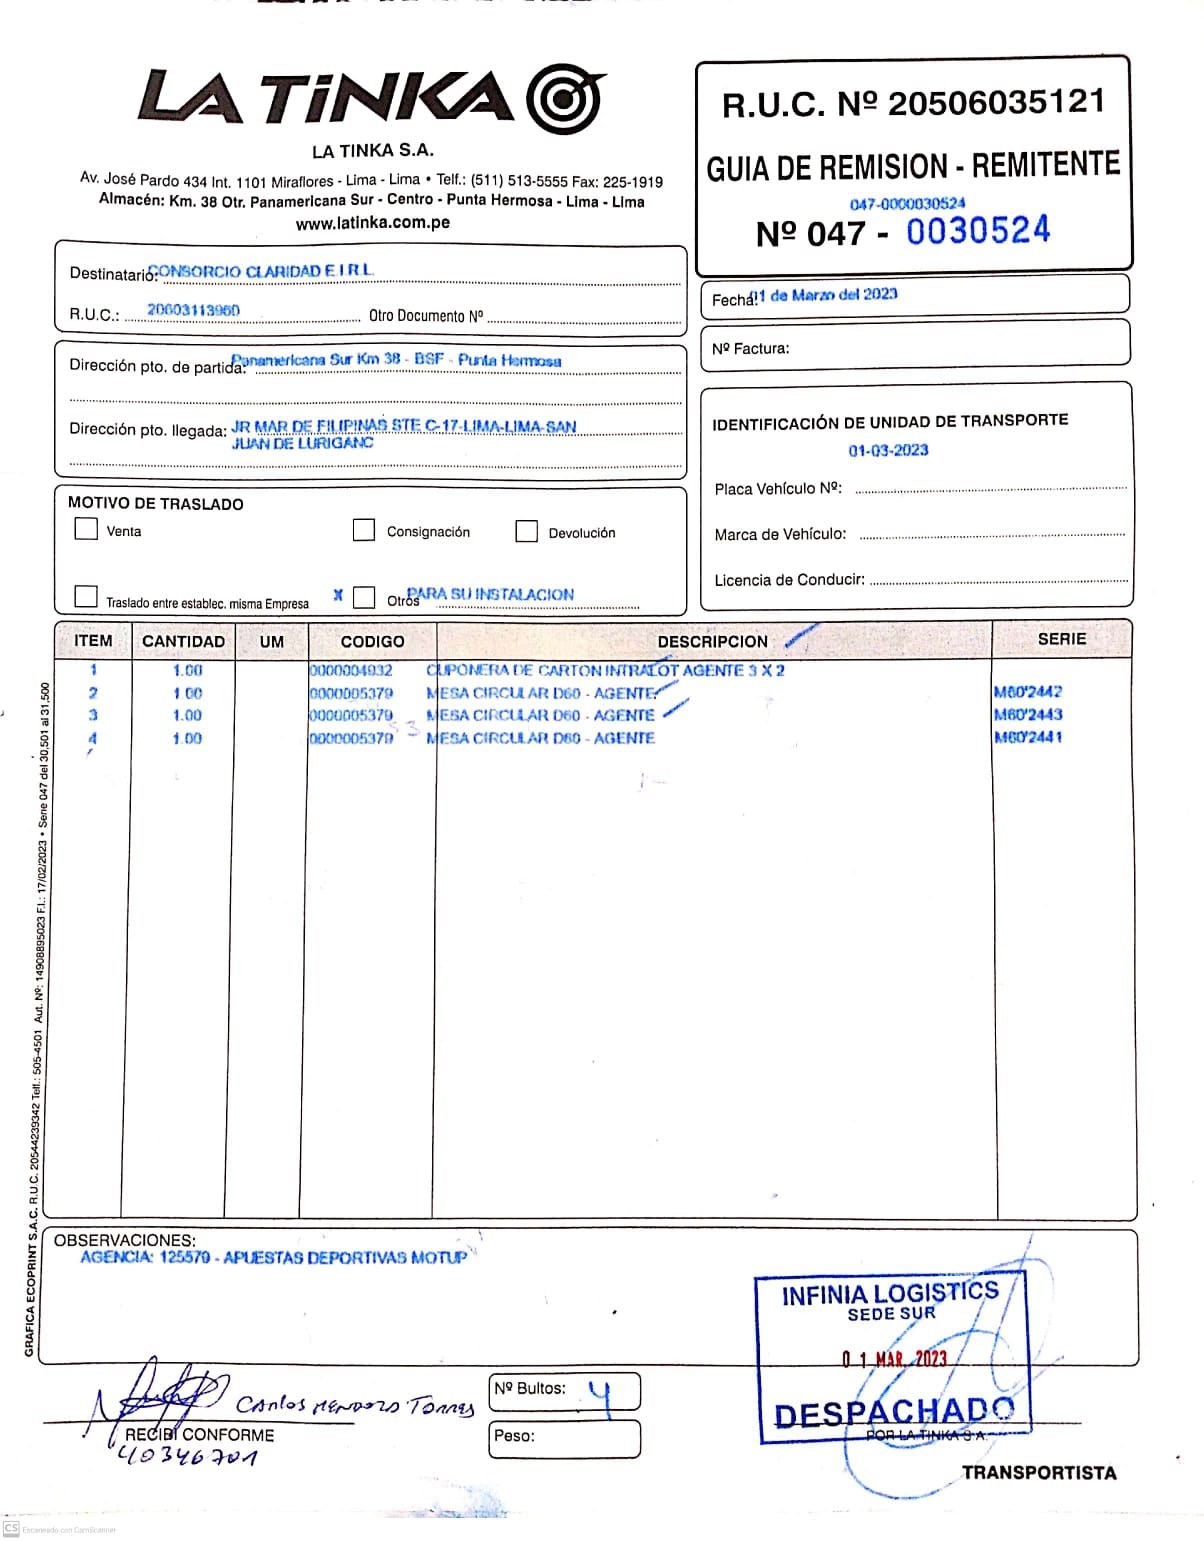 LA TiNKA
LA TINKA S.A.
Av. José Pardo 434 Int. 1101 Miraflores - Lima - Lima • Telf.: (511) 513-5555 Fax: 225-1919
Almacén: Km. 38 Otr. Panamericana Sur - Centro - Punta Hermosa - Lima - Lima
www.latinka.com.pe
R.U.C. Nº 20506035121
GUIA DE REMISION - REMITENTE
047-0000030524
Nº 047 - 0030524
Destinatario: CONSORCIO CLARIDAD E.I.R.L.
R.U.C.: 20603113960 Otro Documento Nº
Fecha: 01 de Marzo del 2023
Nº Factura:
Dirección pto. de partida: Panamericana Sur Km 38 - BSF - Punta Hermosa
Dirección pto. llegada: JR MAR DE FILIPINAS STE C-17-LIMA-LIMA-SAN
JUAN DE LURIGANC
IDENTIFICACIÓN DE UNIDAD DE TRANSPORTE
01-03-2023
Placa Vehículo Nº:
Marca de Vehículo:
Licencia de Conducir:
MOTIVO DE TRASLADO
Venta Consignación Devolución
Traslado entre establec. misma Empresa X Otros PARA SU INSTALACION
ITEM CANTIDAD UM CODIGO DESCRIPCION SERIE
1 1.00 0000004932 CUPONERA DE CARTON INTRALOT AGENTE 3 X 2
2 1.00 0000005379 MESA CIRCULAR D60 - AGENTE M60'2442
3 1.00 0000005379 MESA CIRCULAR D60 - AGENTE M60'2443
4 1.00 0000005379 MESA CIRCULAR D60 - AGENTE M60'2441
GRAFICA ECOPRINT S.A.C. R.U.C. 20544239342 Telf.: 505-4501 Aut. Nº: 14908895023 F.I.: 17/02/2023 • Serie 047 del 30,501 al 31,500
OBSERVACIONES:
AGENCIA: 125579 - APUESTAS DEPORTIVAS MOTUP
INFINIA LOGISTICS
SEDE SUR
01 MAR. 2023
DESPACHADO
POR LA TINKA S.A.
TRANSPORTISTA
Carlos Mendoza Torres
RECIBÍ CONFORME
40346701
Nº Bultos: 4
Peso:
CS Escaneado con CamScanner